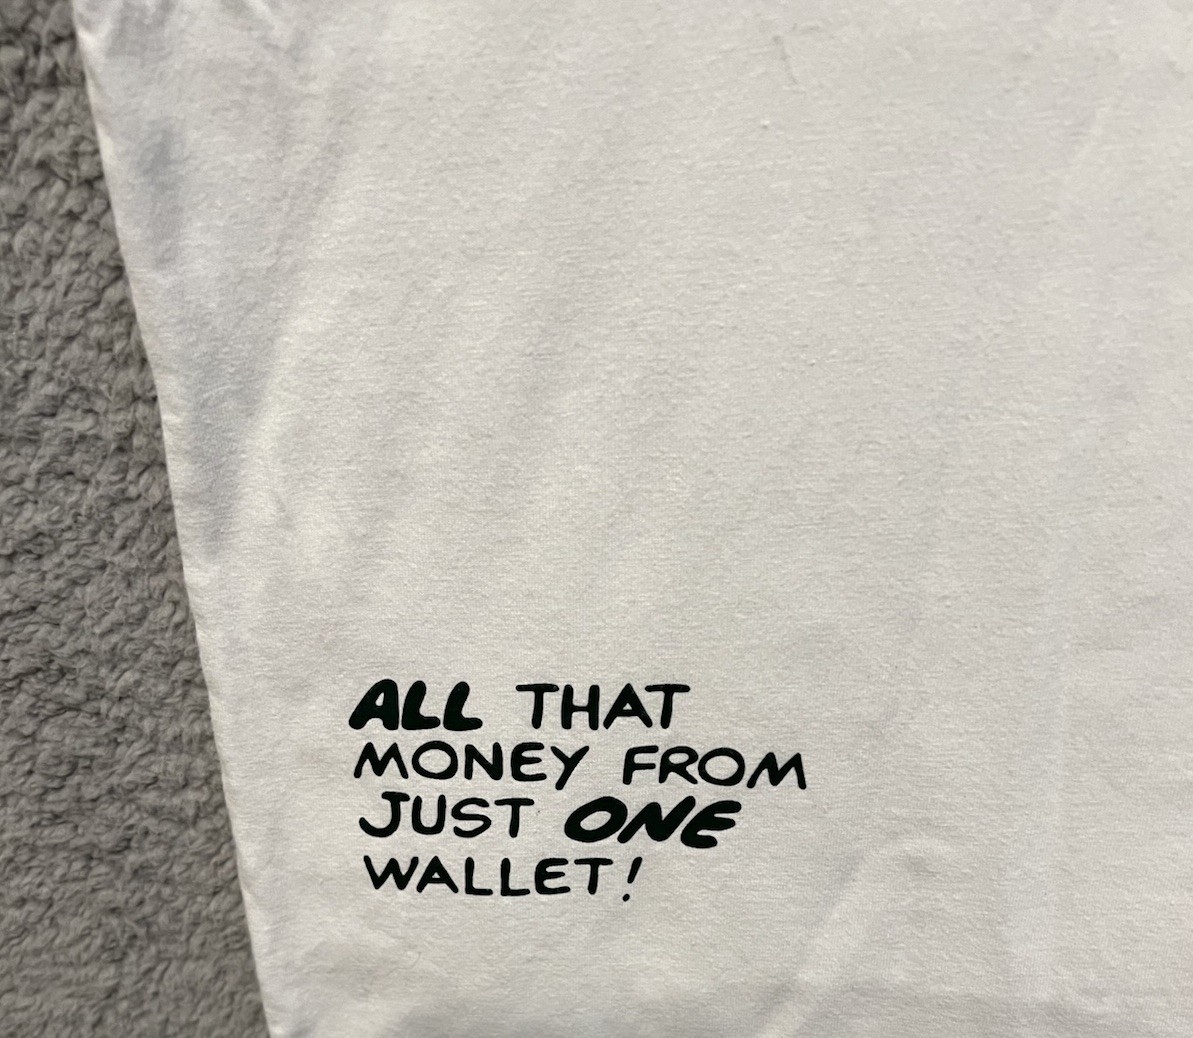 ALL THAT
MONEY FROM
JUST ONE
WALLET!